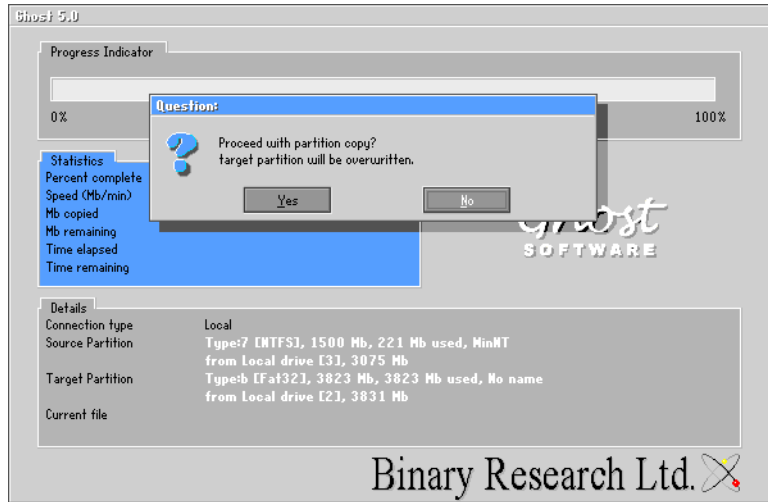 Ghost 5.0
Progress Indicator
0%
100%
Question:
Proceed with partition copy?
target partition will be overwritten.
Yes
No
Statistics
Percent complete
Speed (Mb/min)
Mb copied
Mb remaining
Time elapsed
Time remaining
Ghost
SOFTWARE
Details
Connection type Local
Source Partition Type:7 [NTFS], 1500 Mb, 221 Mb used, MinNT
from Local drive [3], 3075 Mb
Target Partition Type:b [Fat32], 3823 Mb, 3823 Mb used, No name
from Local drive [2], 3831 Mb
Current file
Binary Research Ltd.